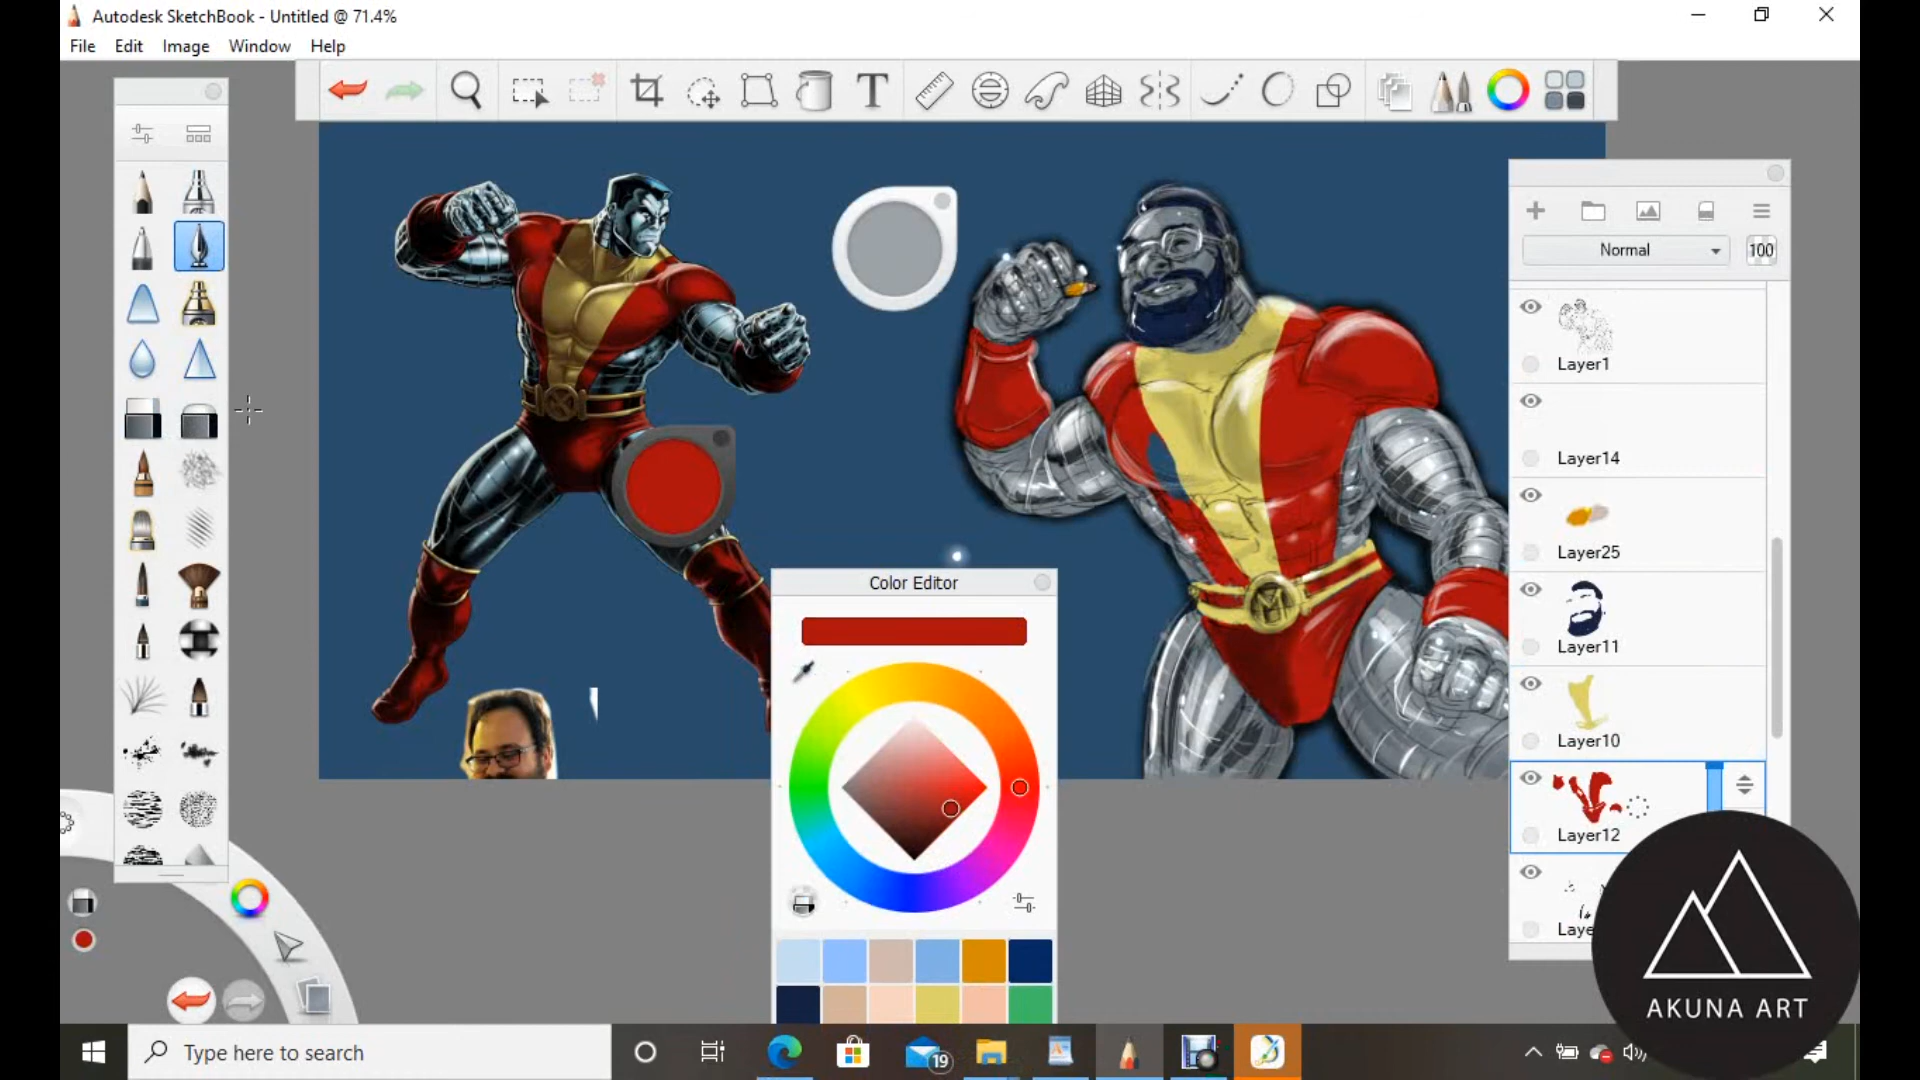 Autodesk SketchBook - Untitled @ 71.4%
File Edit Image Window Help
T
Normal 100
Layer1
Layer14
Layer25
Layer11
Layer10
Layer12
Laye
M
Color Editor
AKUNA ART
Type here to search
19